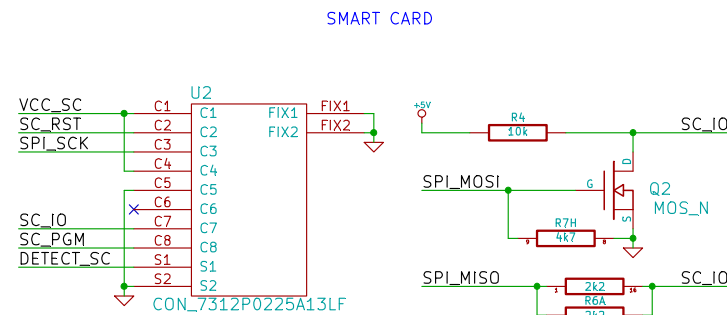 SMART CARD
U2
VCC_SC C1 C1 FIX1 FIX1
SC_RST C2 C2 FIX2 FIX2
SPI_SCK C3 C3
C4 C4
C5 C5
C6 C6
SC_IO C7 C7
SC_PGM C8 C8
DETECT_SC S1 S1
S2 S2
CON_7312P0225A13LF
+5V
R4
10k
SC_IO
SPI_MOSI
G
D
S
Q2
MOS_N
R7H
9 4k7 8
SPI_MISO
SC_IO
1 2k2 16
R6A
2k2